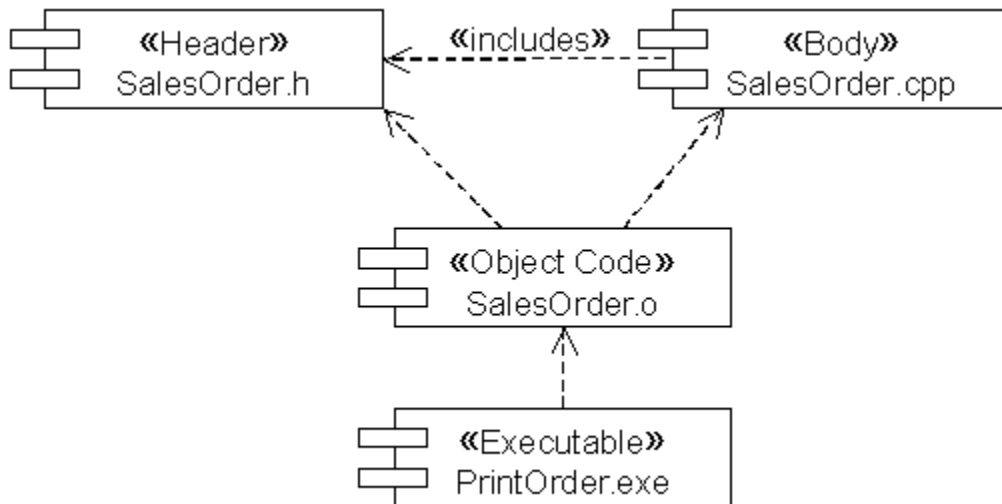 «Header»
SalesOrder.h
«includes»
«Body»
SalesOrder.cpp
«Object Code»
SalesOrder.o
«Executable»
PrintOrder.exe